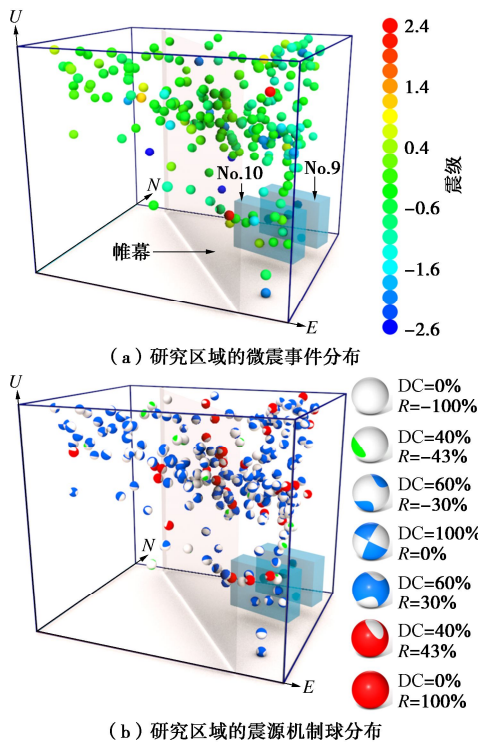 U
2.4
1.4
0.4
-0.6
-1.6
-2.6
震级
No.10
No.9
N
帷幕
E
(a)研究区域的微震事件分布
U
N
E
DC=0%
R=-100%
DC=40%
R=-43%
DC=60%
R=-30%
DC=100%
R=0%
DC=60%
R=30%
DC=40%
R=43%
DC=0%
R=100%
(b)研究区域的震源机制球分布